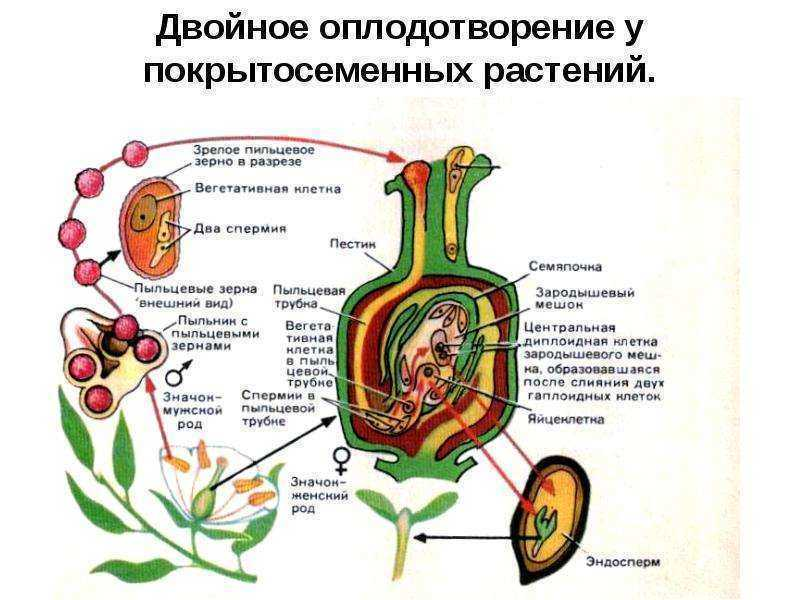 Двойное оплодотворение у
покрытосеменных растений.
Зрелое пильцевое
зерно в разрезе
Вегетативная клетка
Два спермия
Пестик
Пыльцевые зерна
'внешний вид)
Пыльцевая
трубка
Семяпочка
Зародышевый
мешок
Пыльник с
пыльцевыми
зернами
Вегета-
тивная
клетка
в пыль
цевой
трубке
Центральная
диплоидная клетка
зародышевого меш-
ка, образовавшаяся
после слияния двух
гаплоидных клеток
Значок-
мужской
род
Спермии в
пыльцевой
трубке
Яйцеклетка
Значок-
женский
род
Эндосперм